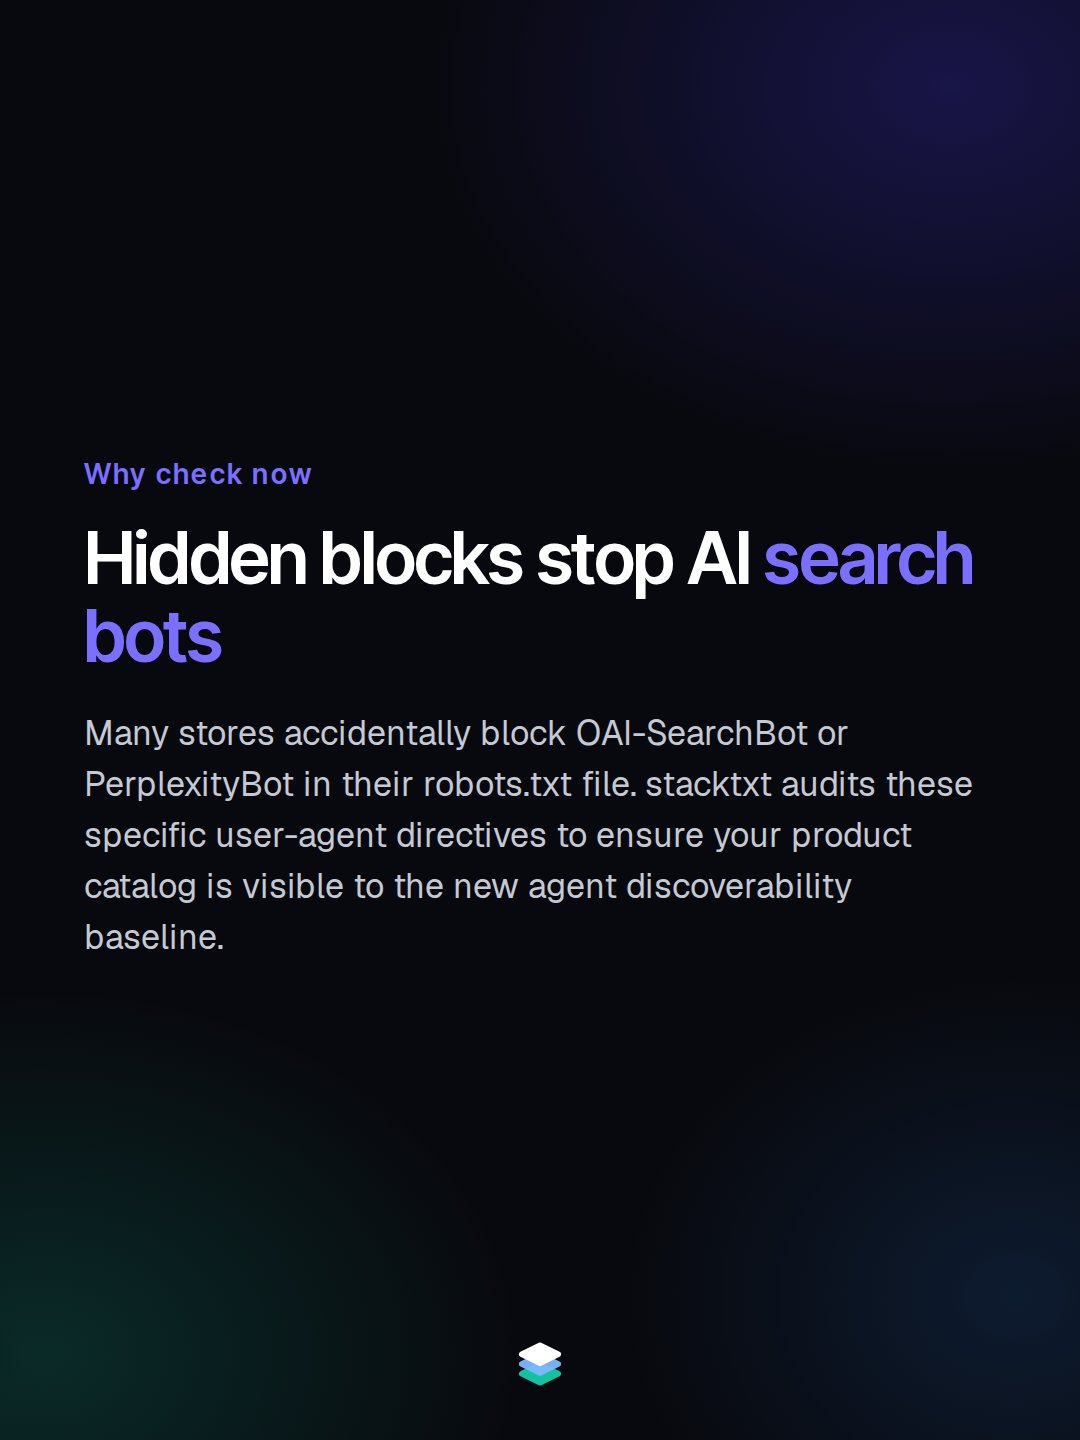 Why check now
Hidden blocks stop AI search
bots
Many stores accidentally block OAI-SearchBot or
PerplexityBot in their robots.txt file. stacktxt audits these
specific user-agent directives to ensure your product
catalog is visible to the new agent discoverability
baseline.